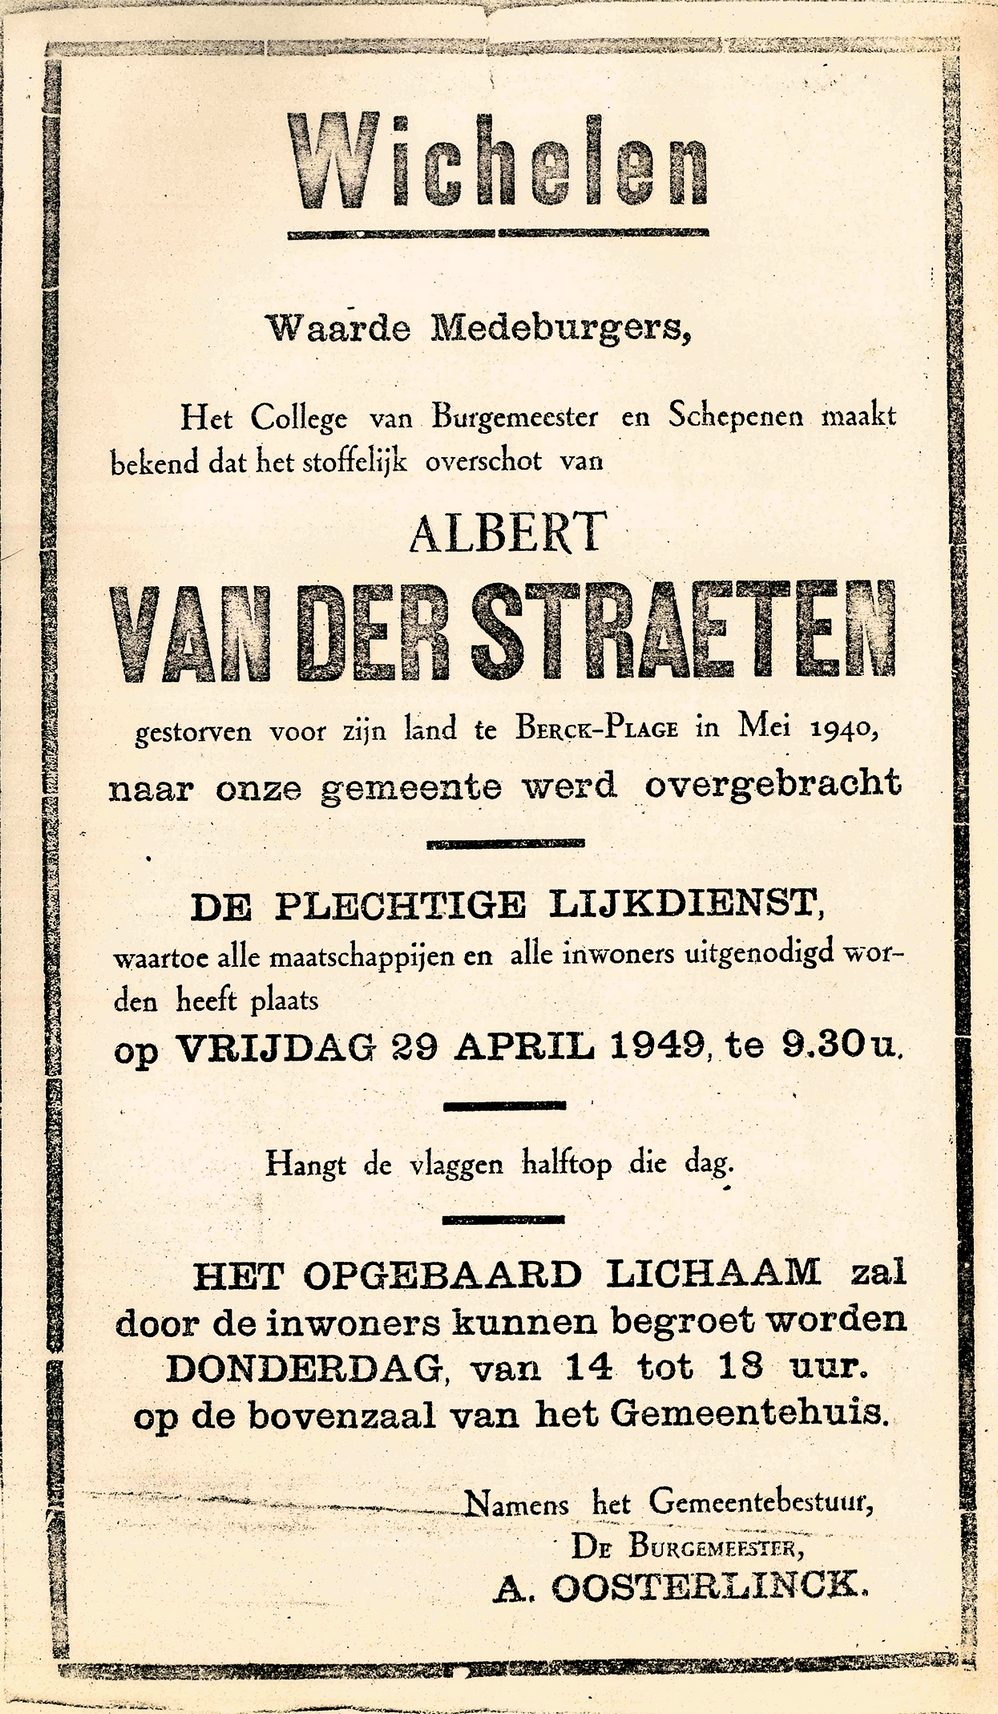 Wichelen
Waarde Medeburgers,
Het College van Burgemeester en Schepenen maakt
bekend dat het stoffelijk overschot van
ALBERT
VAN DER STRAETEN
gestorven voor zijn land te BERCK-PLAGE in Mei 1940,
naar onze gemeente werd overgebracht
DE PLECHTIGE LIJKDIENST,
waartoe alle maatschappijen en alle inwoners uitgenodigd wor-
den heeft plaats
op VRIJDAG 29 APRIL 1949, te 9.30 u.
Hangt de vlaggen halftop die dag.
HET OPGEBAARD LICHAAM zal
door de inwoners kunnen begroet worden
DONDERDAG, van 14 tot 18 uur.
op de bovenzaal van het Gemeentehuis.
Namens het Gemeentebestuur,
DE BURGEMEESTER,
A. OOSTERLINCK.